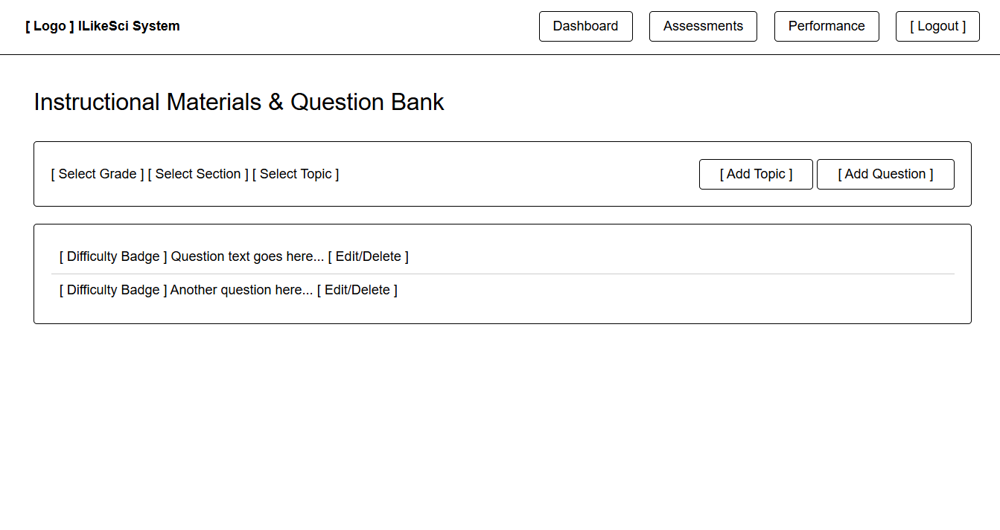 [ Logo ] ILikeSci System
Dashboard
Assessments
Performance
[ Logout ]
Instructional Materials & Question Bank
[ Select Grade ] [ Select Section ] [ Select Topic ]
[ Add Topic ]
[ Add Question ]
[ Difficulty Badge ] Question text goes here... [ Edit/Delete ]
[ Difficulty Badge ] Another question here... [ Edit/Delete ]